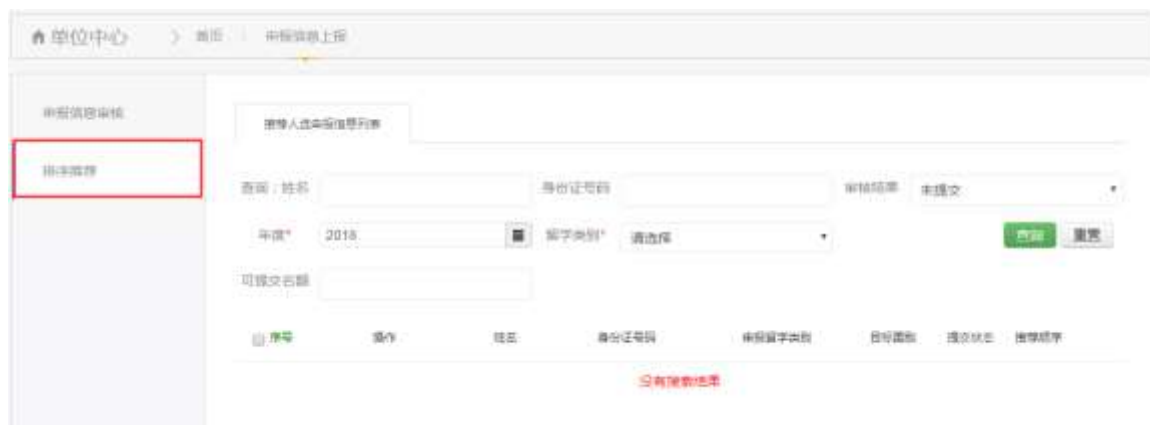 单位中心 > 首页 | 申报信息上报
申报信息审核
推荐人选申报信息列表
排序推荐
查询：姓名 身份证号码 审核结果 未提交
年度* 2018 留学类别* 请选择 查询 重置
可提交名额
序号 操作 姓名 身份证号码 申报留学类别 目标国别 提交状态 推荐顺序
没有搜索结果